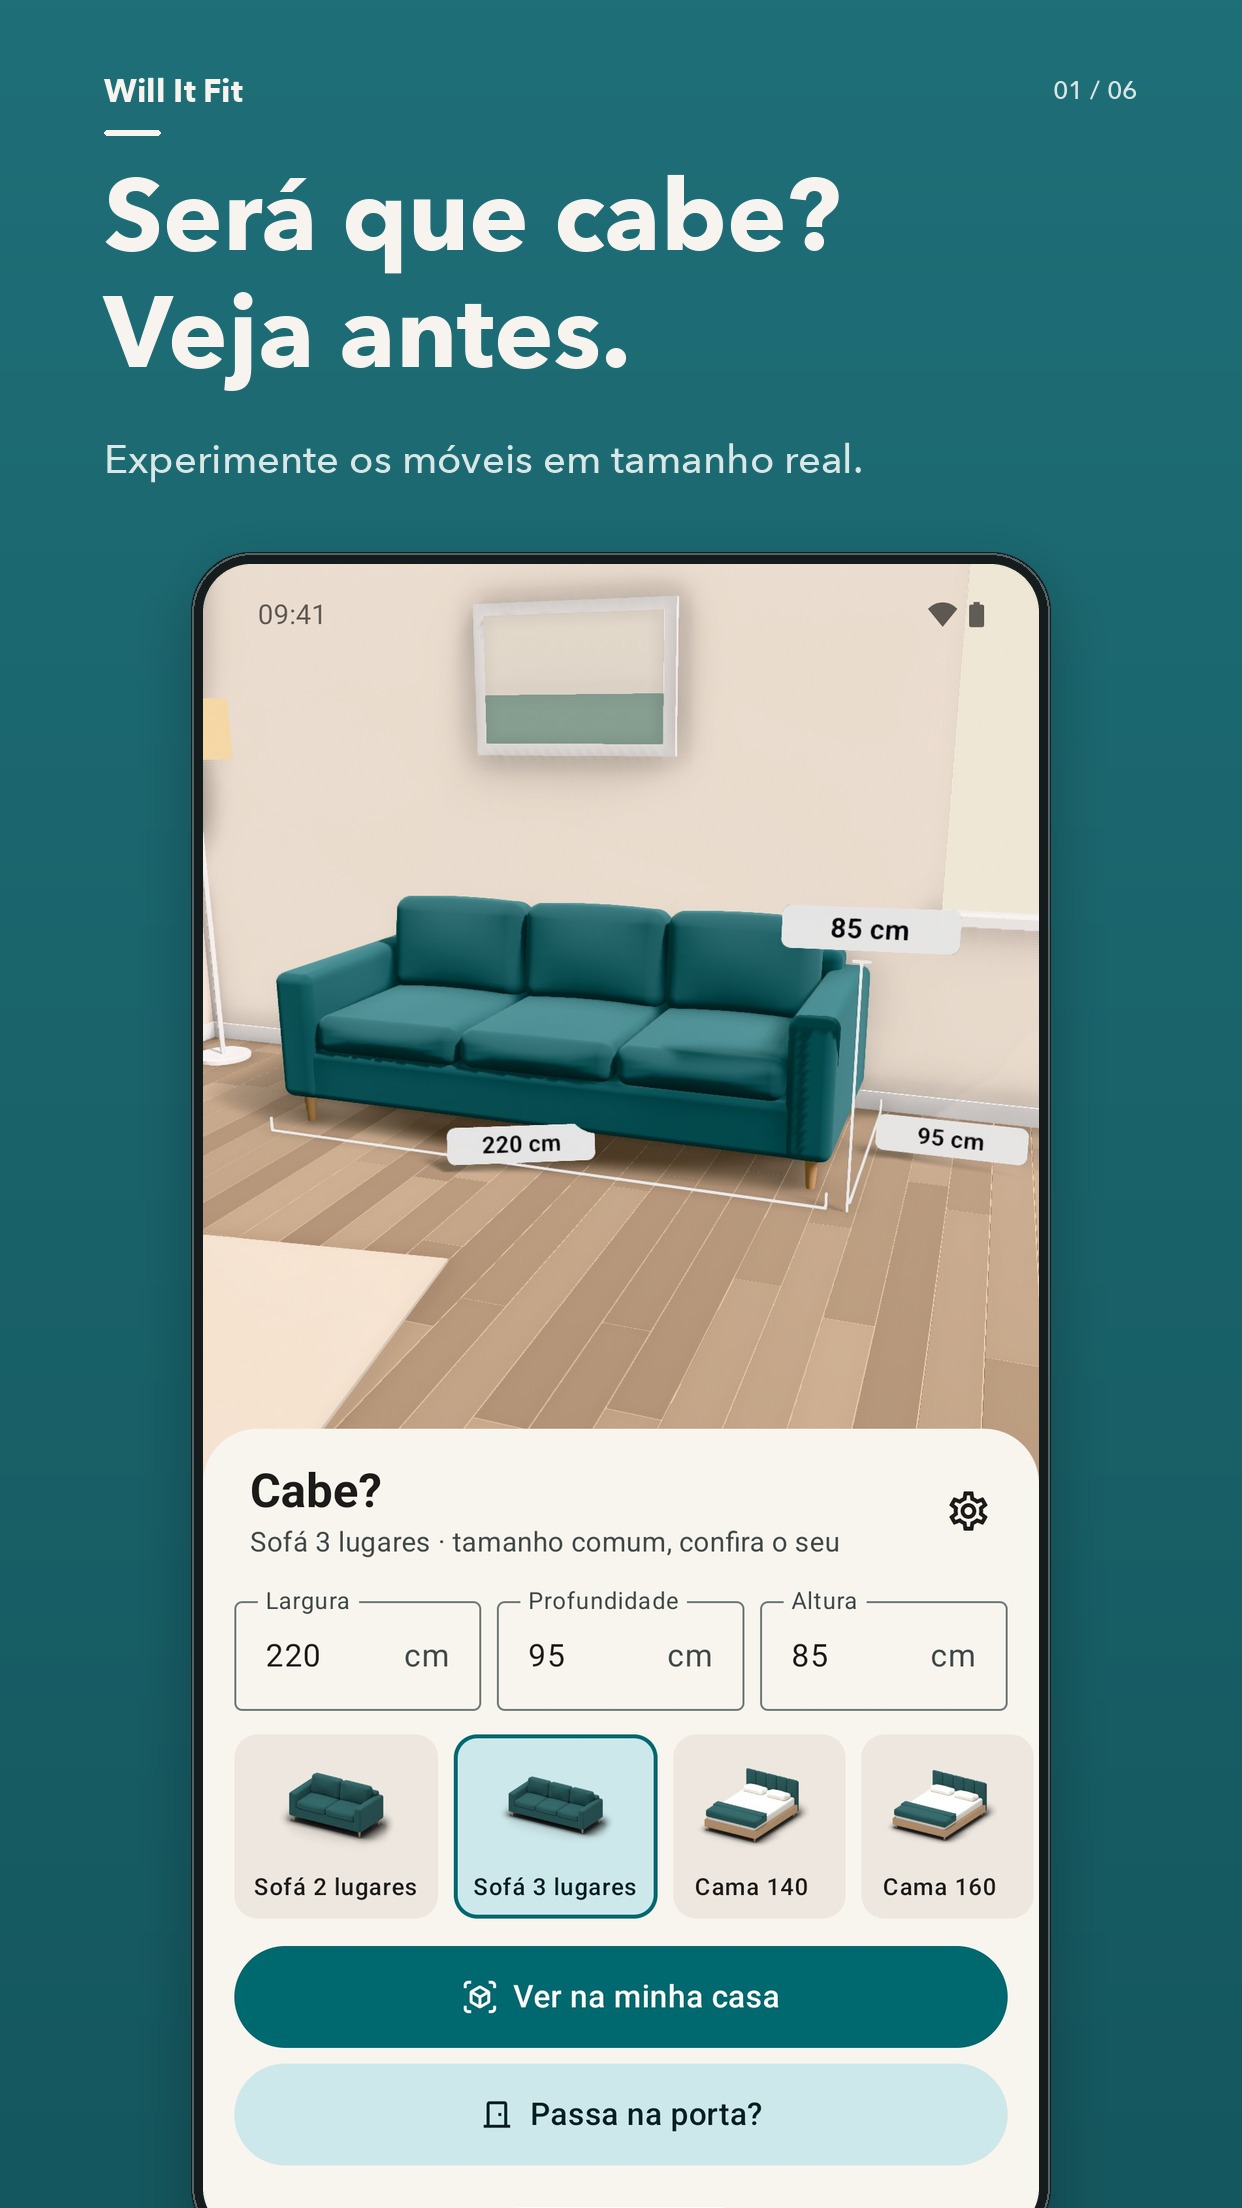 Will It Fit
01 / 06
Será que cabe?
Veja antes.
Experimente os móveis em tamanho real.
09:41
85 cm
220 cm
95 cm
Cabe?
Sofá 3 lugares · tamanho comum, confira o seu
Largura
Profundidade
Altura
220 cm
95 cm
85 cm
Sofá 2 lugares
Sofá 3 lugares
Cama 140
Cama 160
Ver na minha casa
Passa na porta?